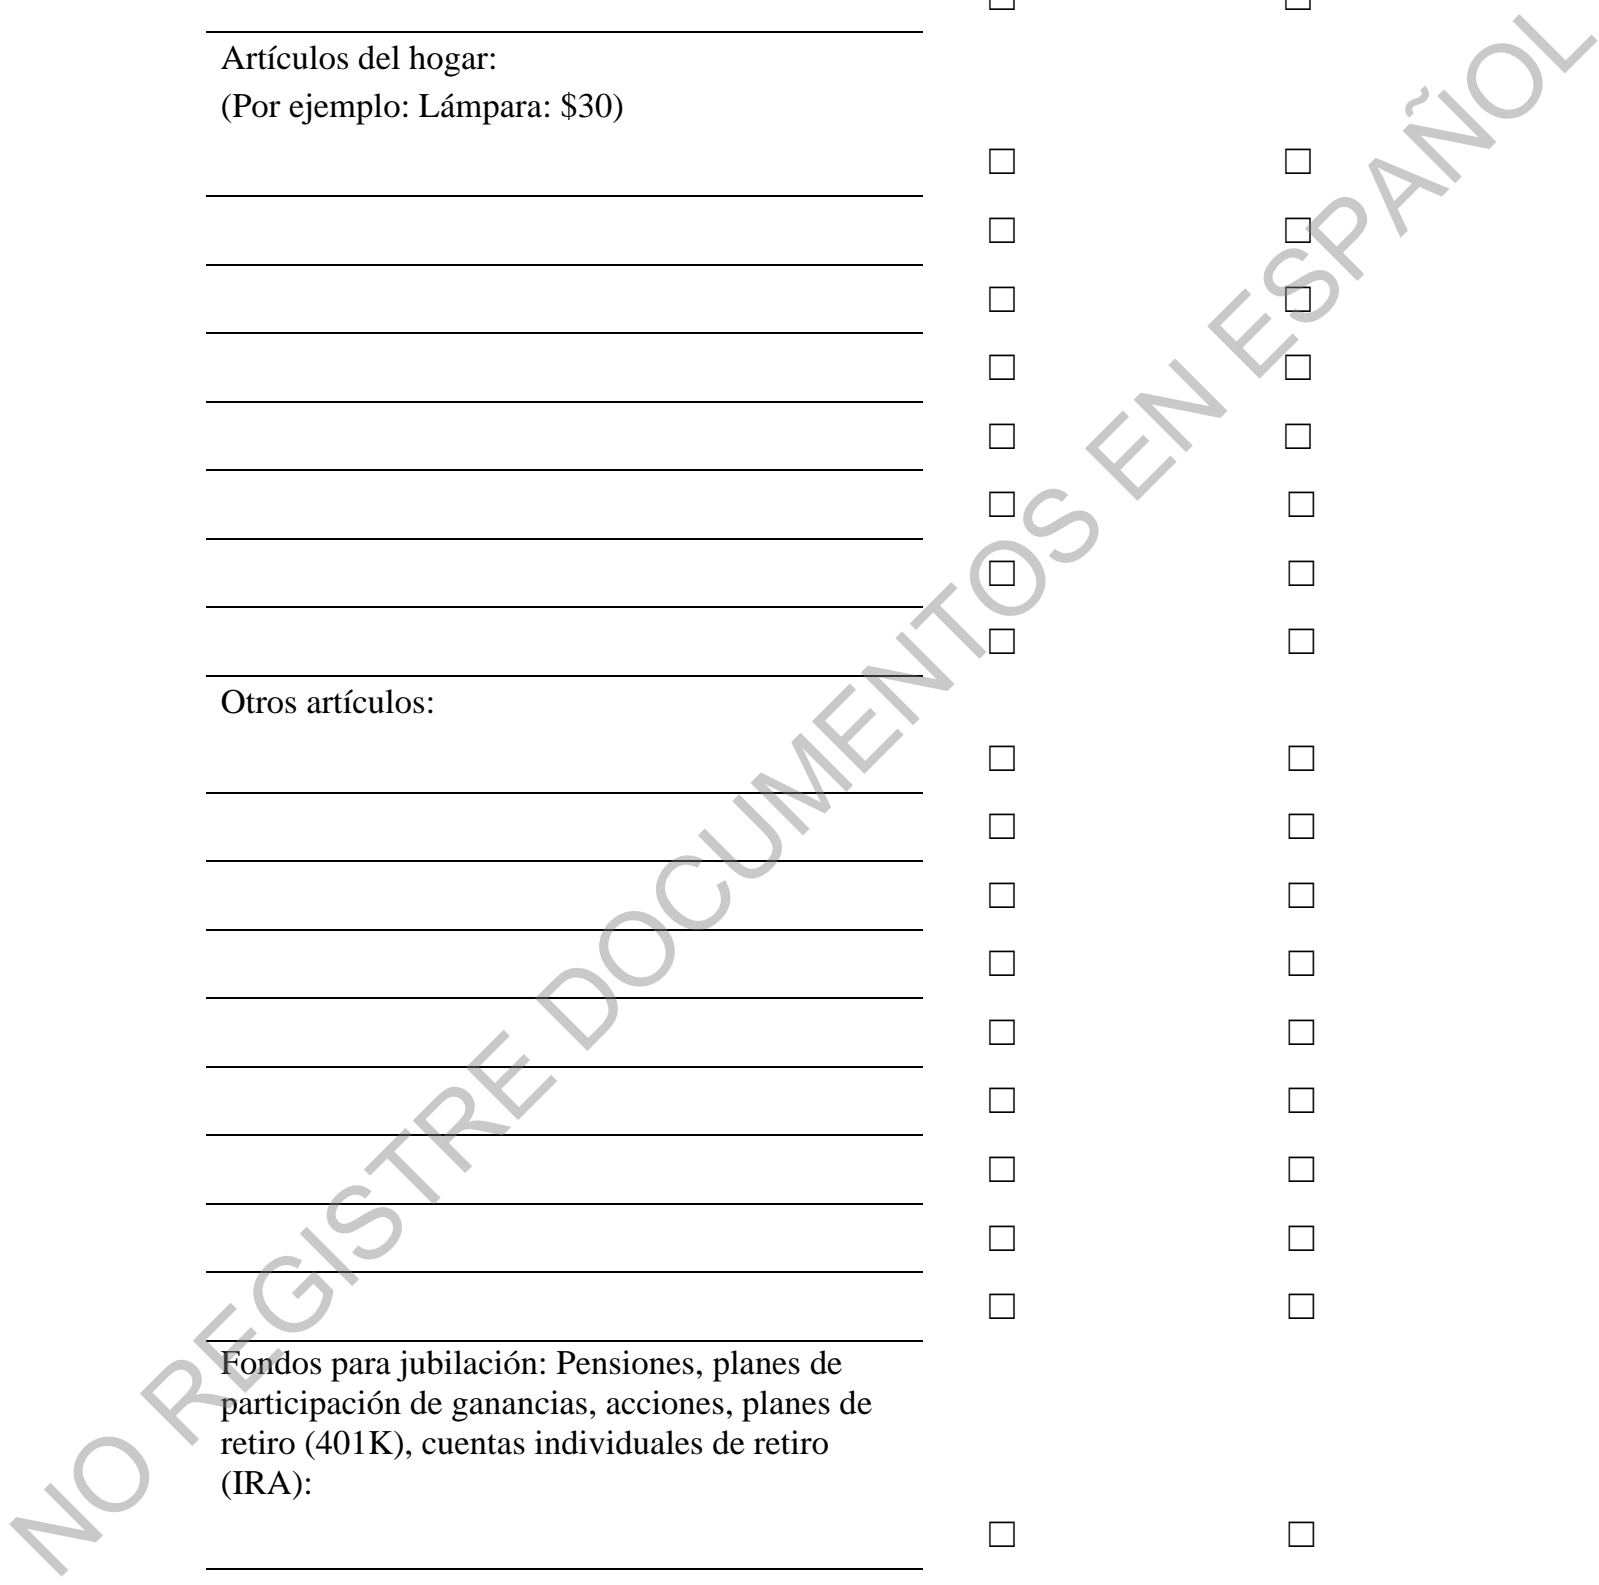 Artículos del hogar:
(Por ejemplo: Lámpara: $30)
Otros artículos:
Fondos para jubilación: Pensiones, planes de
participación de ganancias, acciones, planes de
retiro (401K), cuentas individuales de retiro
(IRA):
NO REGISTRE DOCUMENTOS EN ESPAÑOL